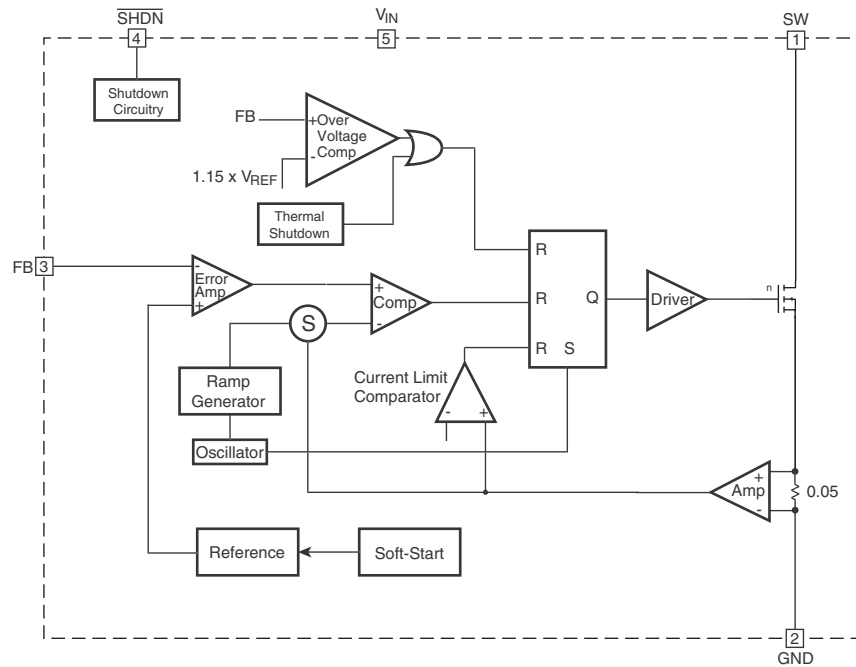 SHDN
VIN
SW
4
5
1
Shutdown
Circuitry
FB
+Over
Voltage
- Comp
1.15 x VREF
Thermal
Shutdown
FB 3
-
Error
Amp
+
+
Comp
-
S
R
R
R S
Q
Driver
n
Ramp
Generator
Current Limit
Comparator
- +
Oscillator
+
Amp
-
0.05
Reference
Soft-Start
2
GND